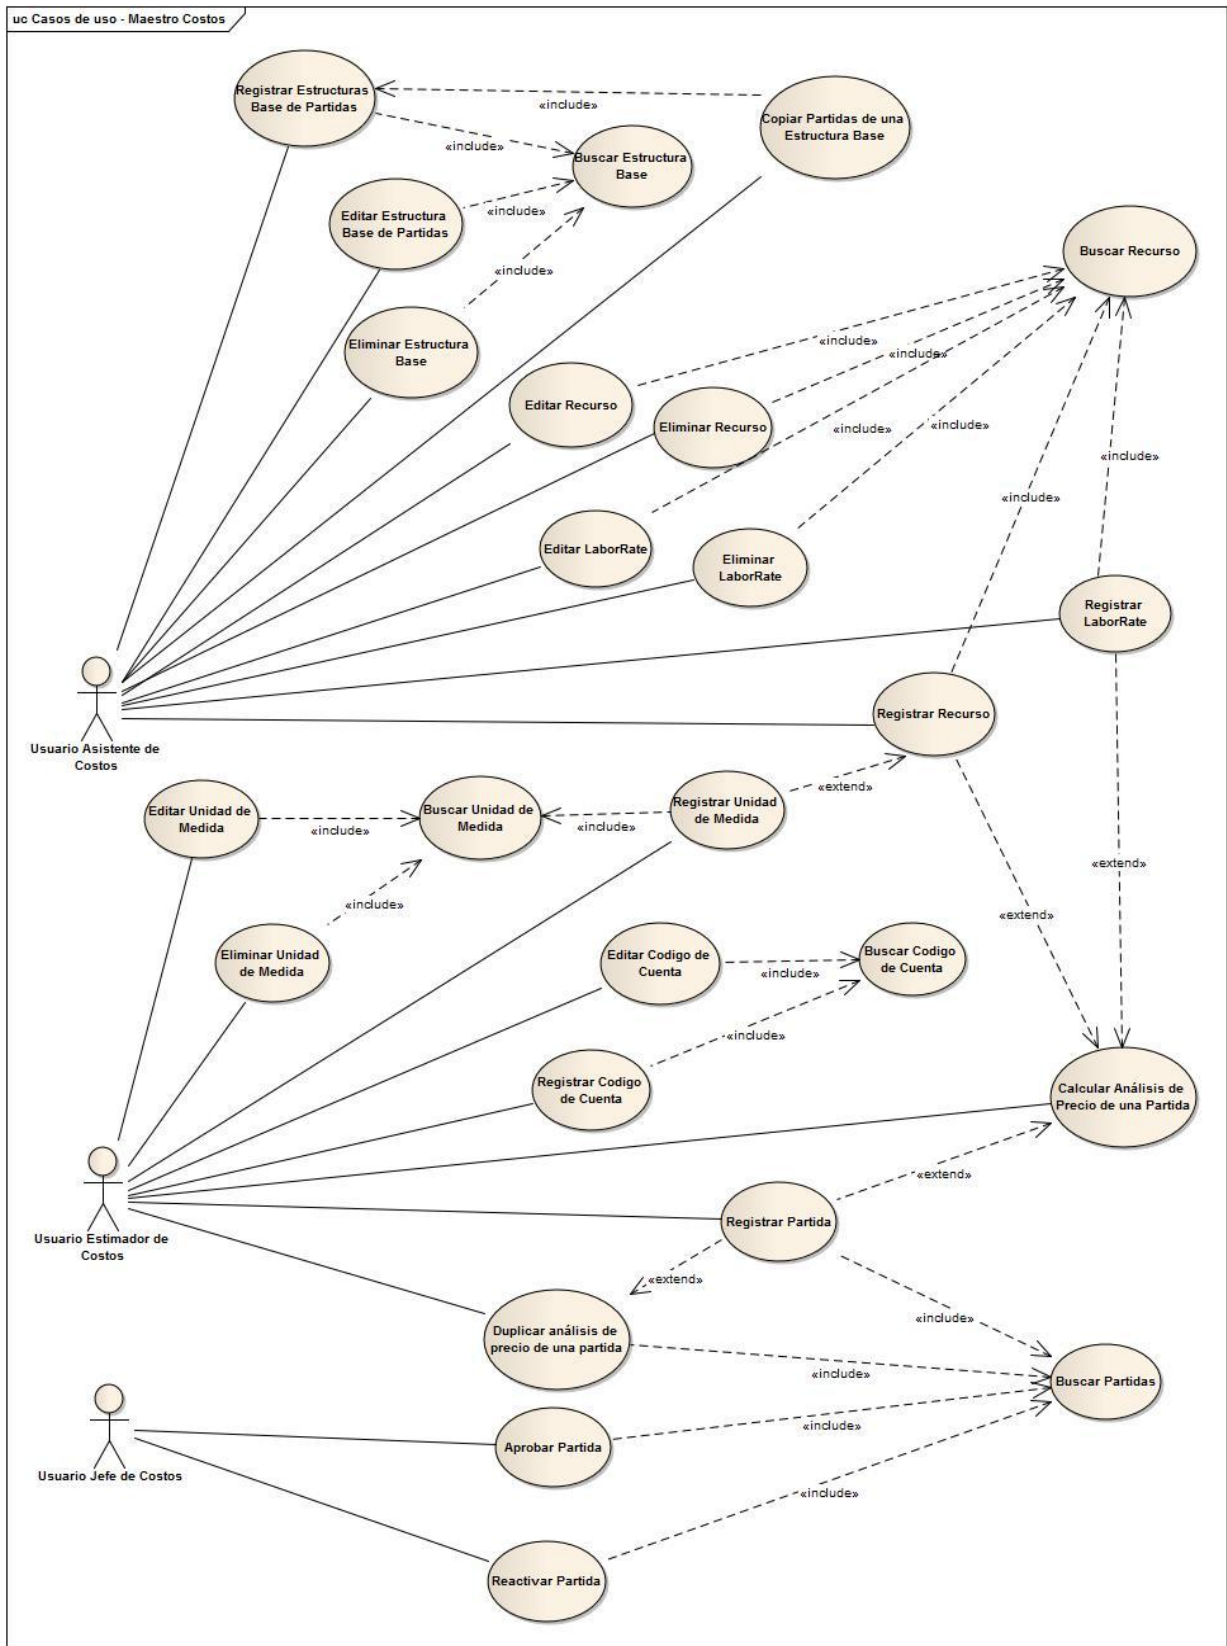 uc Casos de uso - Maestro Costos
Registrar Estructuras
Base de Partidas
«include»
Copiar Partidas de una
Estructura Base
«include»
Buscar Estructura
Base
Editar Estructura
Base de Partidas
«include»
Buscar Recurso
«include»
Eliminar Estructura
Base
«include»
«include»
Editar Recurso
Eliminar Recurso
«include»
«include»
«include»
«include»
Editar LaborRate
Eliminar
LaborRate
Registrar
LaborRate
Registrar Recurso
Usuario Asistente de
Costos
Editar Unidad de
Medida
«include»
Buscar Unidad de
Medida
«include»
Registrar Unidad
de Medida
«extend»
«include»
«extend»
«extend»
Eliminar Unidad
de Medida
Editar Codigo de
Cuenta
«include»
Buscar Codigo
de Cuenta
«include»
Registrar Codigo
de Cuenta
Calcular Análisis de
Precio de una Partida
«extend»
Usuario Estimador de
Costos
Registrar Partida
«extend»
«include»
Duplicar análisis de
precio de una partida
«include»
Buscar Partidas
«include»
Aprobar Partida
Usuario Jefe de Costos
«include»
Reactivar Partida